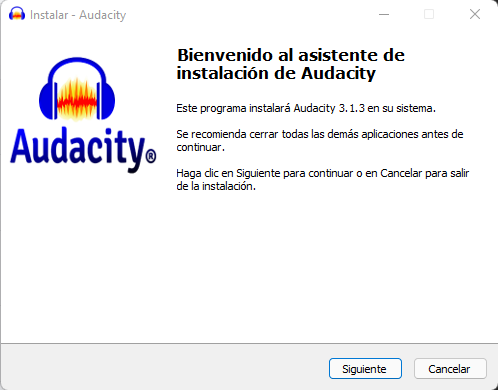 Instalar - Audacity
Bienvenido al asistente de
instalación de Audacity
Audacity®
Este programa instalará Audacity 3.1.3 en su sistema.
Se recomienda cerrar todas las demás aplicaciones antes de
continuar.
Haga clic en Siguiente para continuar o en Cancelar para salir
de la instalación.
Siguiente
Cancelar